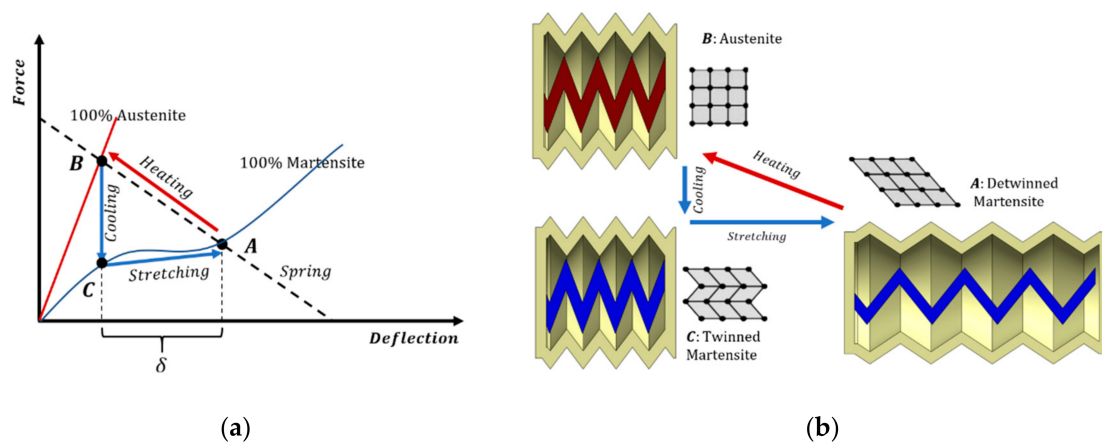 Force
100% Austenite
B
Heating
100% Martensite
Cooling
A
Stretching
Spring
C
Deflection
δ
(a)
B: Austenite
Heating
Cooling
A: Detwinned
Martensite
Stretching
C: Twinned
Martensite
(b)